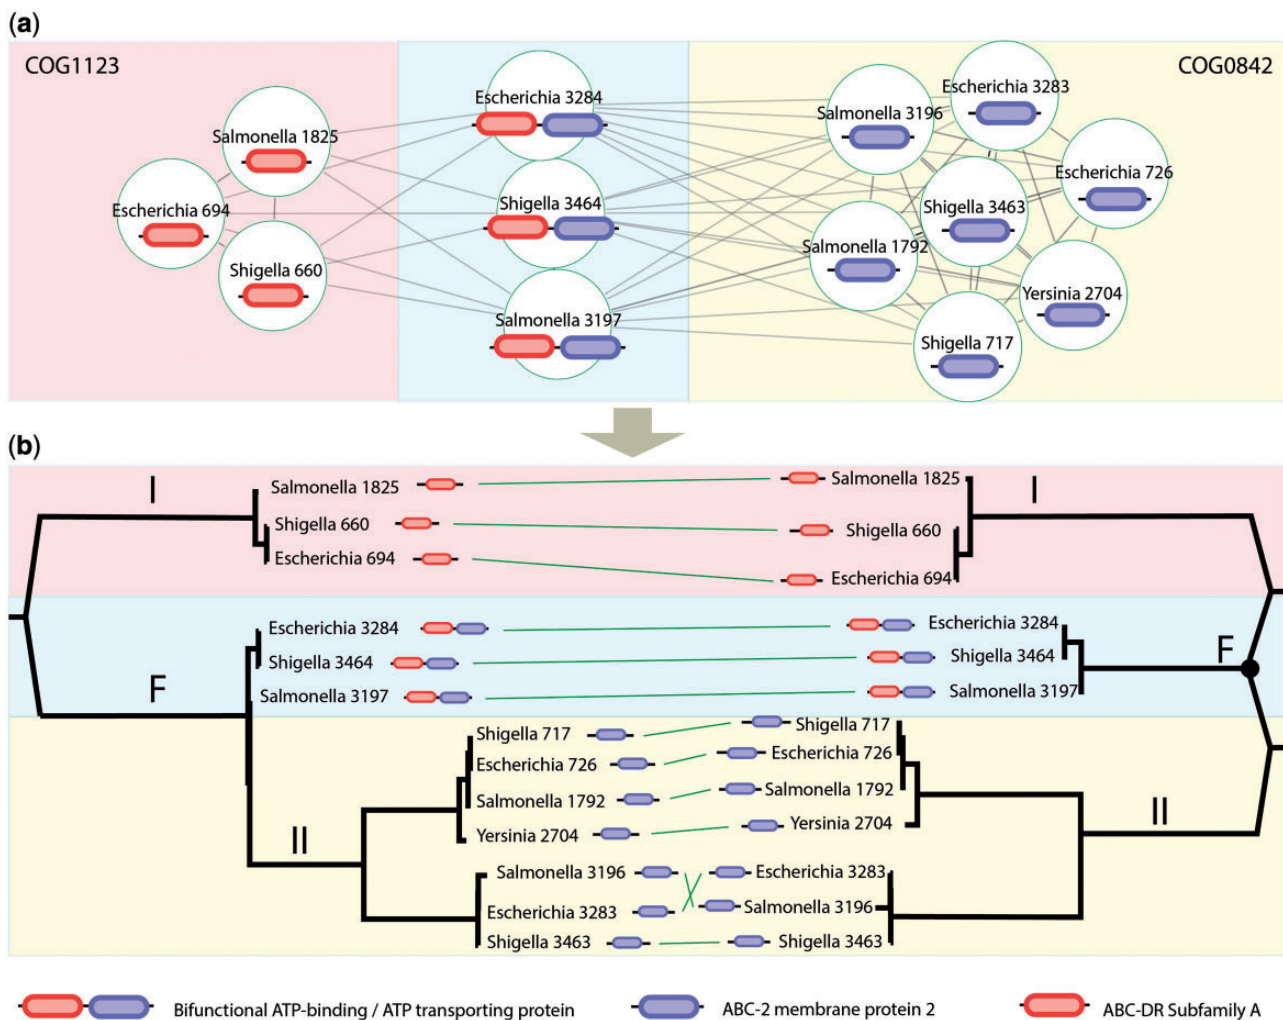 (a)
COG1123
COG0842
Escherichia 3284
Salmonella 1825
Salmonella 3196
Escherichia 3283
Escherichia 726
Escherichia 694
Shigella 3464
Shigella 3463
Shigella 660
Salmonella 1792
Salmonella 3197
Yersinia 2704
Shigella 717
(b)
I
Salmonella 1825
Shigella 660
Escherichia 694
Salmonella 1825
Shigella 660
Escherichia 694
I
F
Escherichia 3284
Shigella 3464
Salmonella 3197
Escherichia 3284
Shigella 3464
Salmonella 3197
F
II
Shigella 717
Escherichia 726
Salmonella 1792
Yersinia 2704
Salmonella 3196
Escherichia 3283
Shigella 3463
Shigella 717
Escherichia 726
Salmonella 1792
Yersinia 2704
Escherichia 3283
Salmonella 3196
Shigella 3463
II
Bifunctional ATP-binding / ATP transporting protein
ABC-2 membrane protein 2
ABC-DR Subfamily A